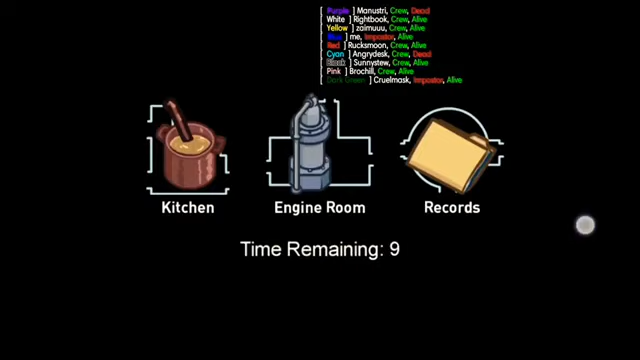 Purple ] Manustri, Crew, Dead
White ] Rightbook, Crew, Alive
Yellow ] zaimuuu, Crew, Alive
Blue ] me, Impostor, Alive
Red ] Rucksmoon, Crew, Alive
Cyan ] Angrydesk, Crew, Dead
Black ] Sunnystew, Crew, Alive
Pink ] Brochill, Crew, Alive
Dark Green ] Cruelmask, Impostor, Alive
Kitchen Engine Room Records
Time Remaining: 9